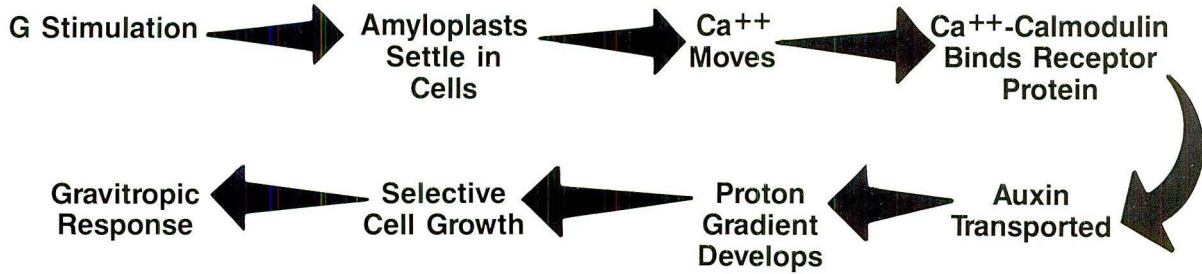 G Stimulation
Amyloplasts
Settle in
Cells
Ca++
Moves
Ca++-Calmodulin
Binds Receptor
Protein
Auxin
Transported
Proton
Gradient
Develops
Selective
Cell Growth
Gravitropic
Response